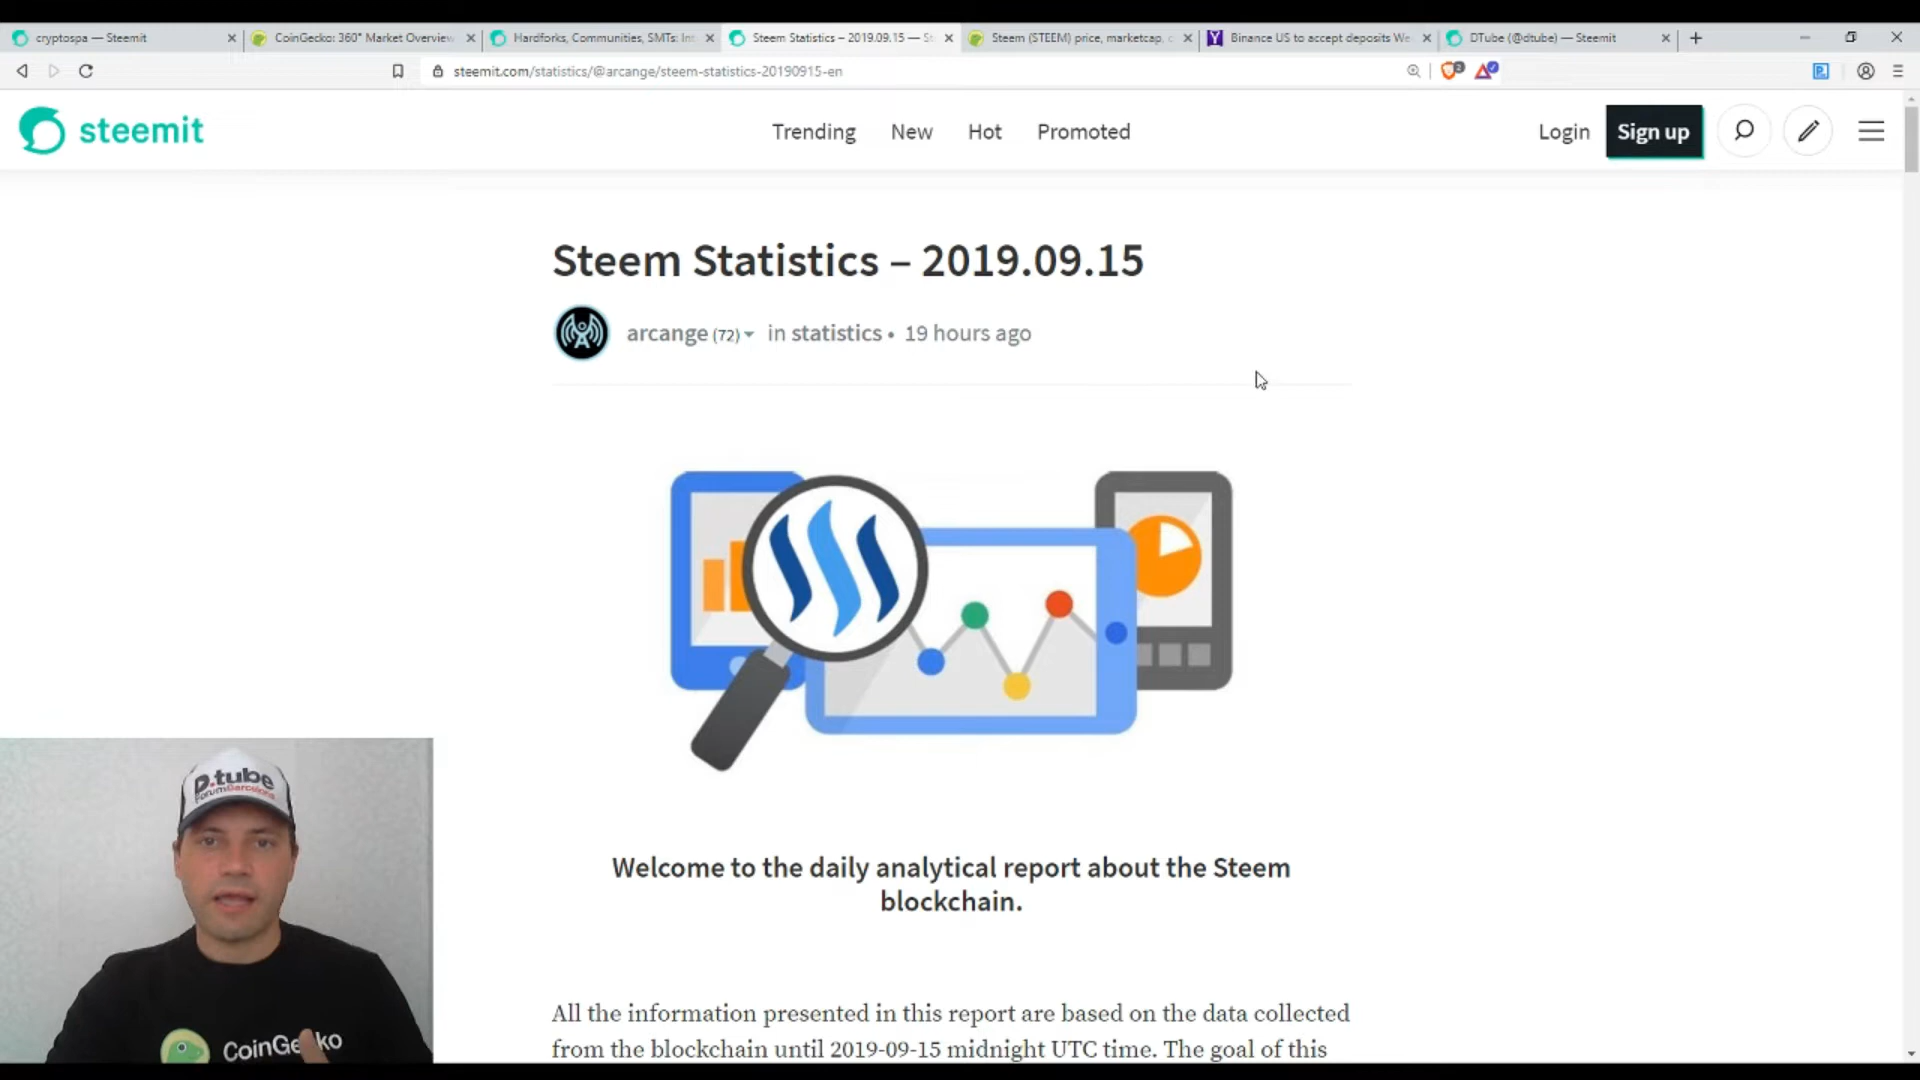 cryptospa — Steemit
CoinGecko: 360° Market Overview
Hardforks, Communities, SMTs: In
Steem Statistics – 2019.09.15 — S
Steem (STEEM) price, marketcap,
Binance US to accept deposits We
DTube (@dtube) — Steemit
steemit.com/statistics/@arcange/steem-statistics-20190915-en
steemit
Trending
New
Hot
Promoted
Login
Sign up
Steem Statistics – 2019.09.15
arcange (72) in statistics • 19 hours ago
Welcome to the daily analytical report about the Steem
blockchain.
All the information presented in this report are based on the data collected
from the blockchain until 2019-09-15 midnight UTC time. The goal of this
D.tube
ForumBarcelona
CoinGecko